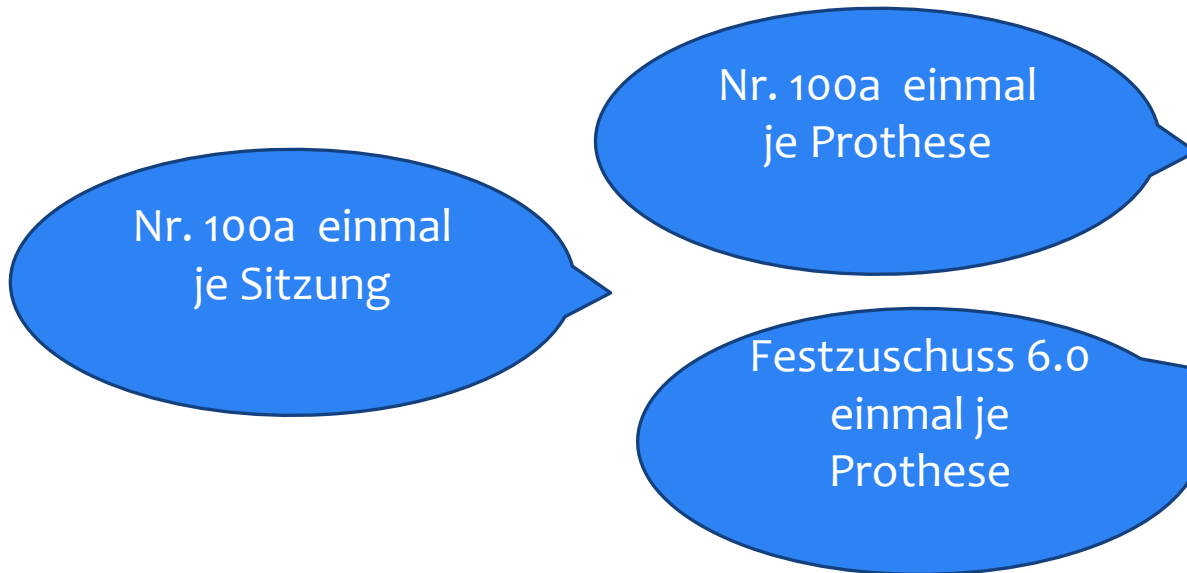 Nr. 100a einmal
je Prothese
Nr. 100a einmal
je Sitzung
Festzuschuss 6.0
einmal je
Prothese